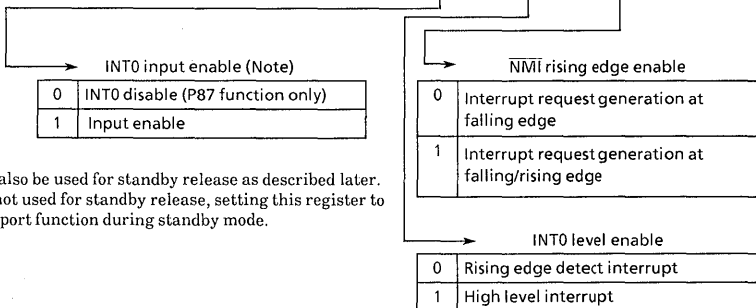 INT0 input enable (Note)
0 INT0 disable (P87 function only)
1 Input enable
also be used for standby release as described later.
not used for standby release, setting this register to
port function during standby mode.
NMI rising edge enable
0 Interrupt request generation at
falling edge
1 Interrupt request generation at
falling/rising edge
INT0 level enable
0 Rising edge detect interrupt
1 High level interrupt